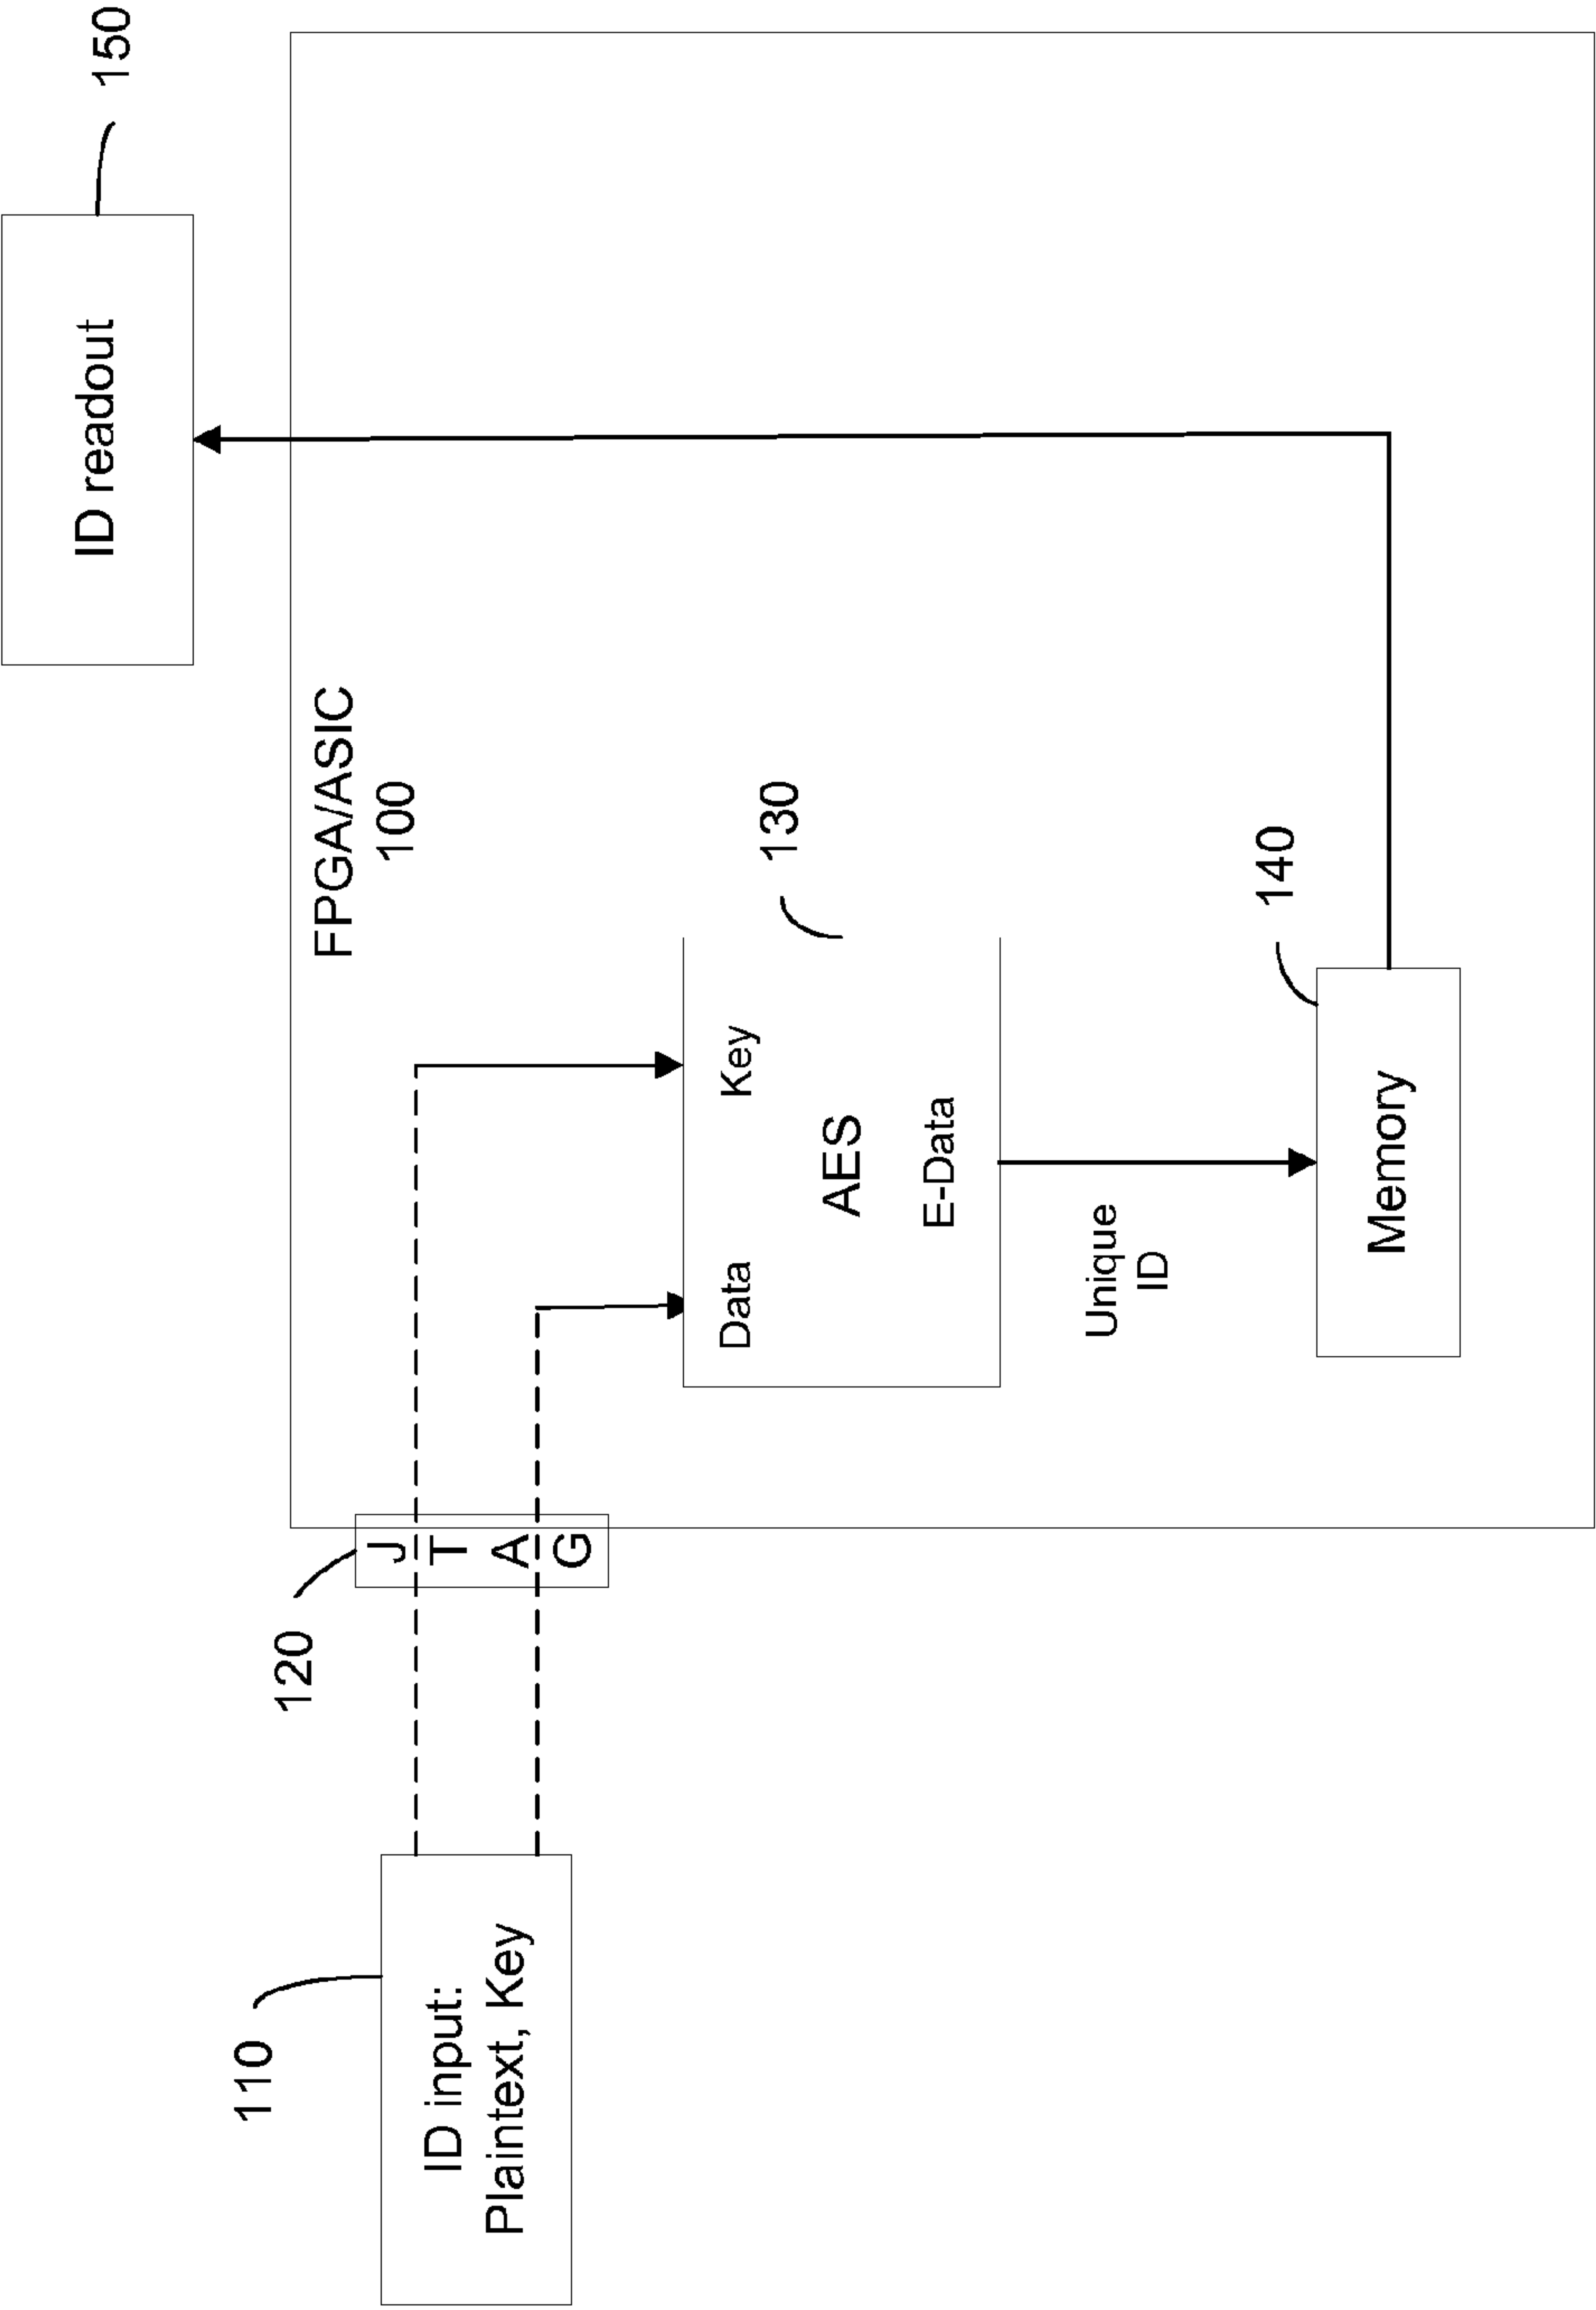 150
ID readout
FPGA/ASIC
100
120
J
T
A
G
110
ID input:
Plaintext, Key
130
Data
Key
AES
E-Data
Unique
ID
140
Memory